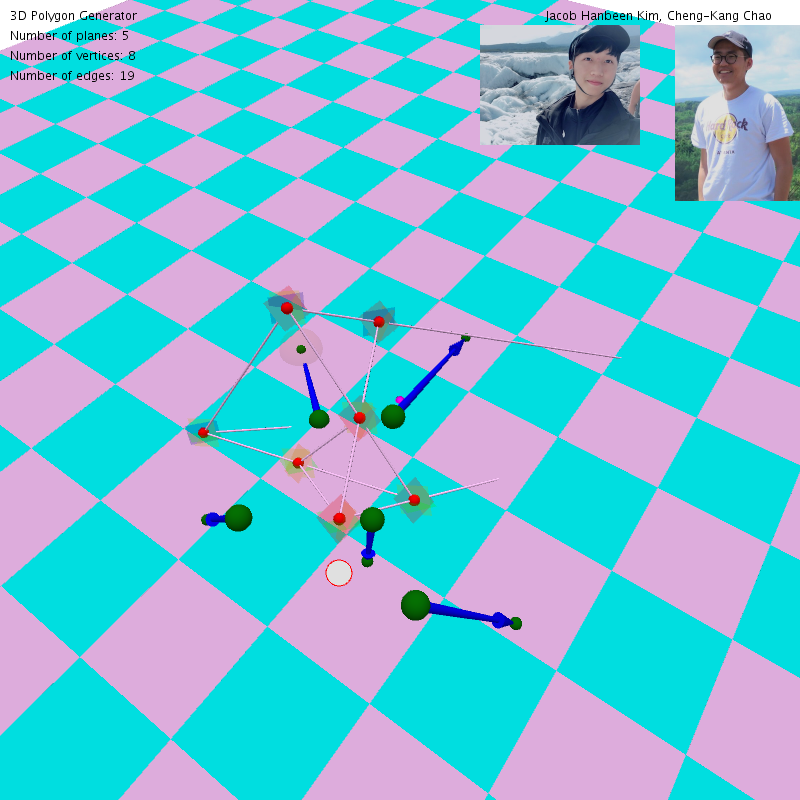 3D Polygon Generator
Jacob Hanbeen Kim, Cheng-Kang Chao
Number of planes: 5
Number of vertices: 8
Number of edges: 19